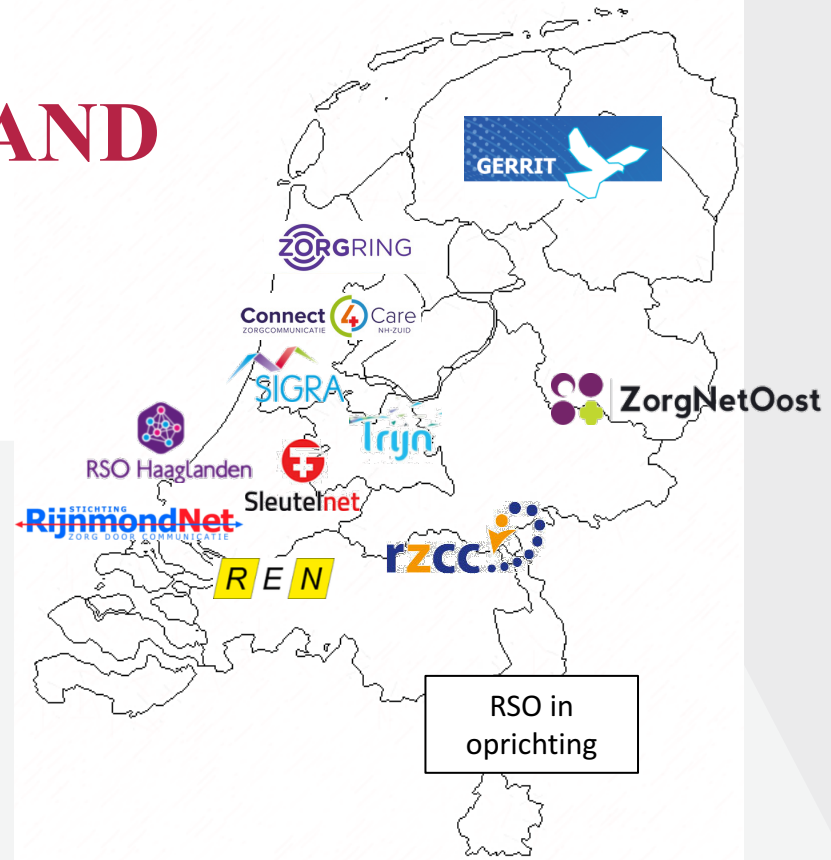 AND
GERRIT
ZORGRING
Connect 4 Care
ZORGCOMMUNICATIE NH-ZUID
SIGRA
ZorgNetOost
Trijn
RSO Haaglanden
Sleutelnet
STICHTING
RijnmondNet
ZORG DOOR COMMUNICATIE
rzcc
REN
RSO in
oprichting